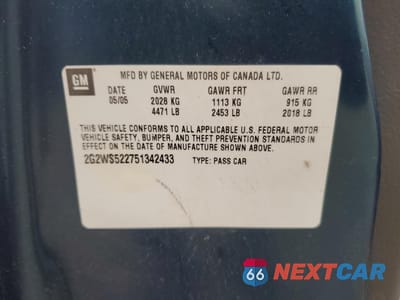 GM MFD BY GENERAL MOTORS OF CANADA LTD.
DATE GVWR GAWR FRT GAWR RR
05/05 2028 KG 1113 KG 915 KG
4471 LB 2453 LB 2018 LB
THIS VEHICLE CONFORMS TO ALL APPLICABLE U.S. FEDERAL MOTOR
VEHICLE SAFETY, BUMPER, AND THEFT PREVENTION STANDARDS IN
EFFECT ON THE DATE OF MANUFACTURE SHOWN ABOVE.
2G2WS522751342433 TYPE: PASS CAR
66 NEXTCAR